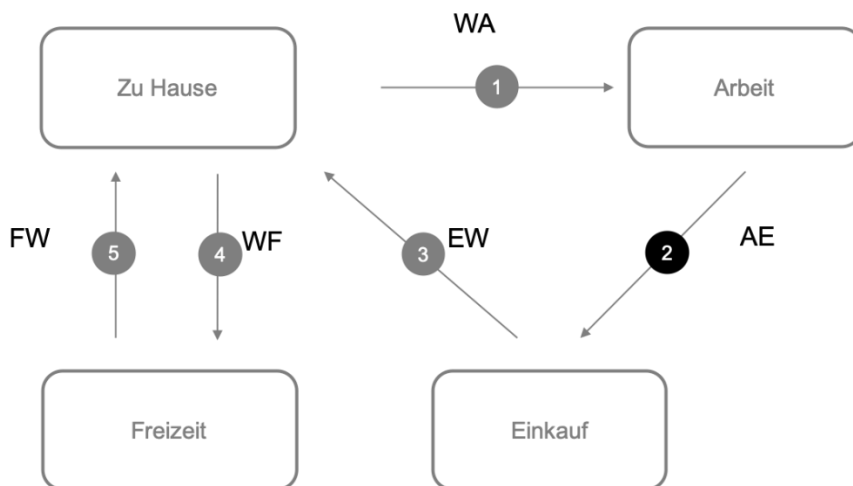 WA
Zu Hause
1
Arbeit
FW
5
4
WF
3
EW
2
AE
Freizeit
Einkauf